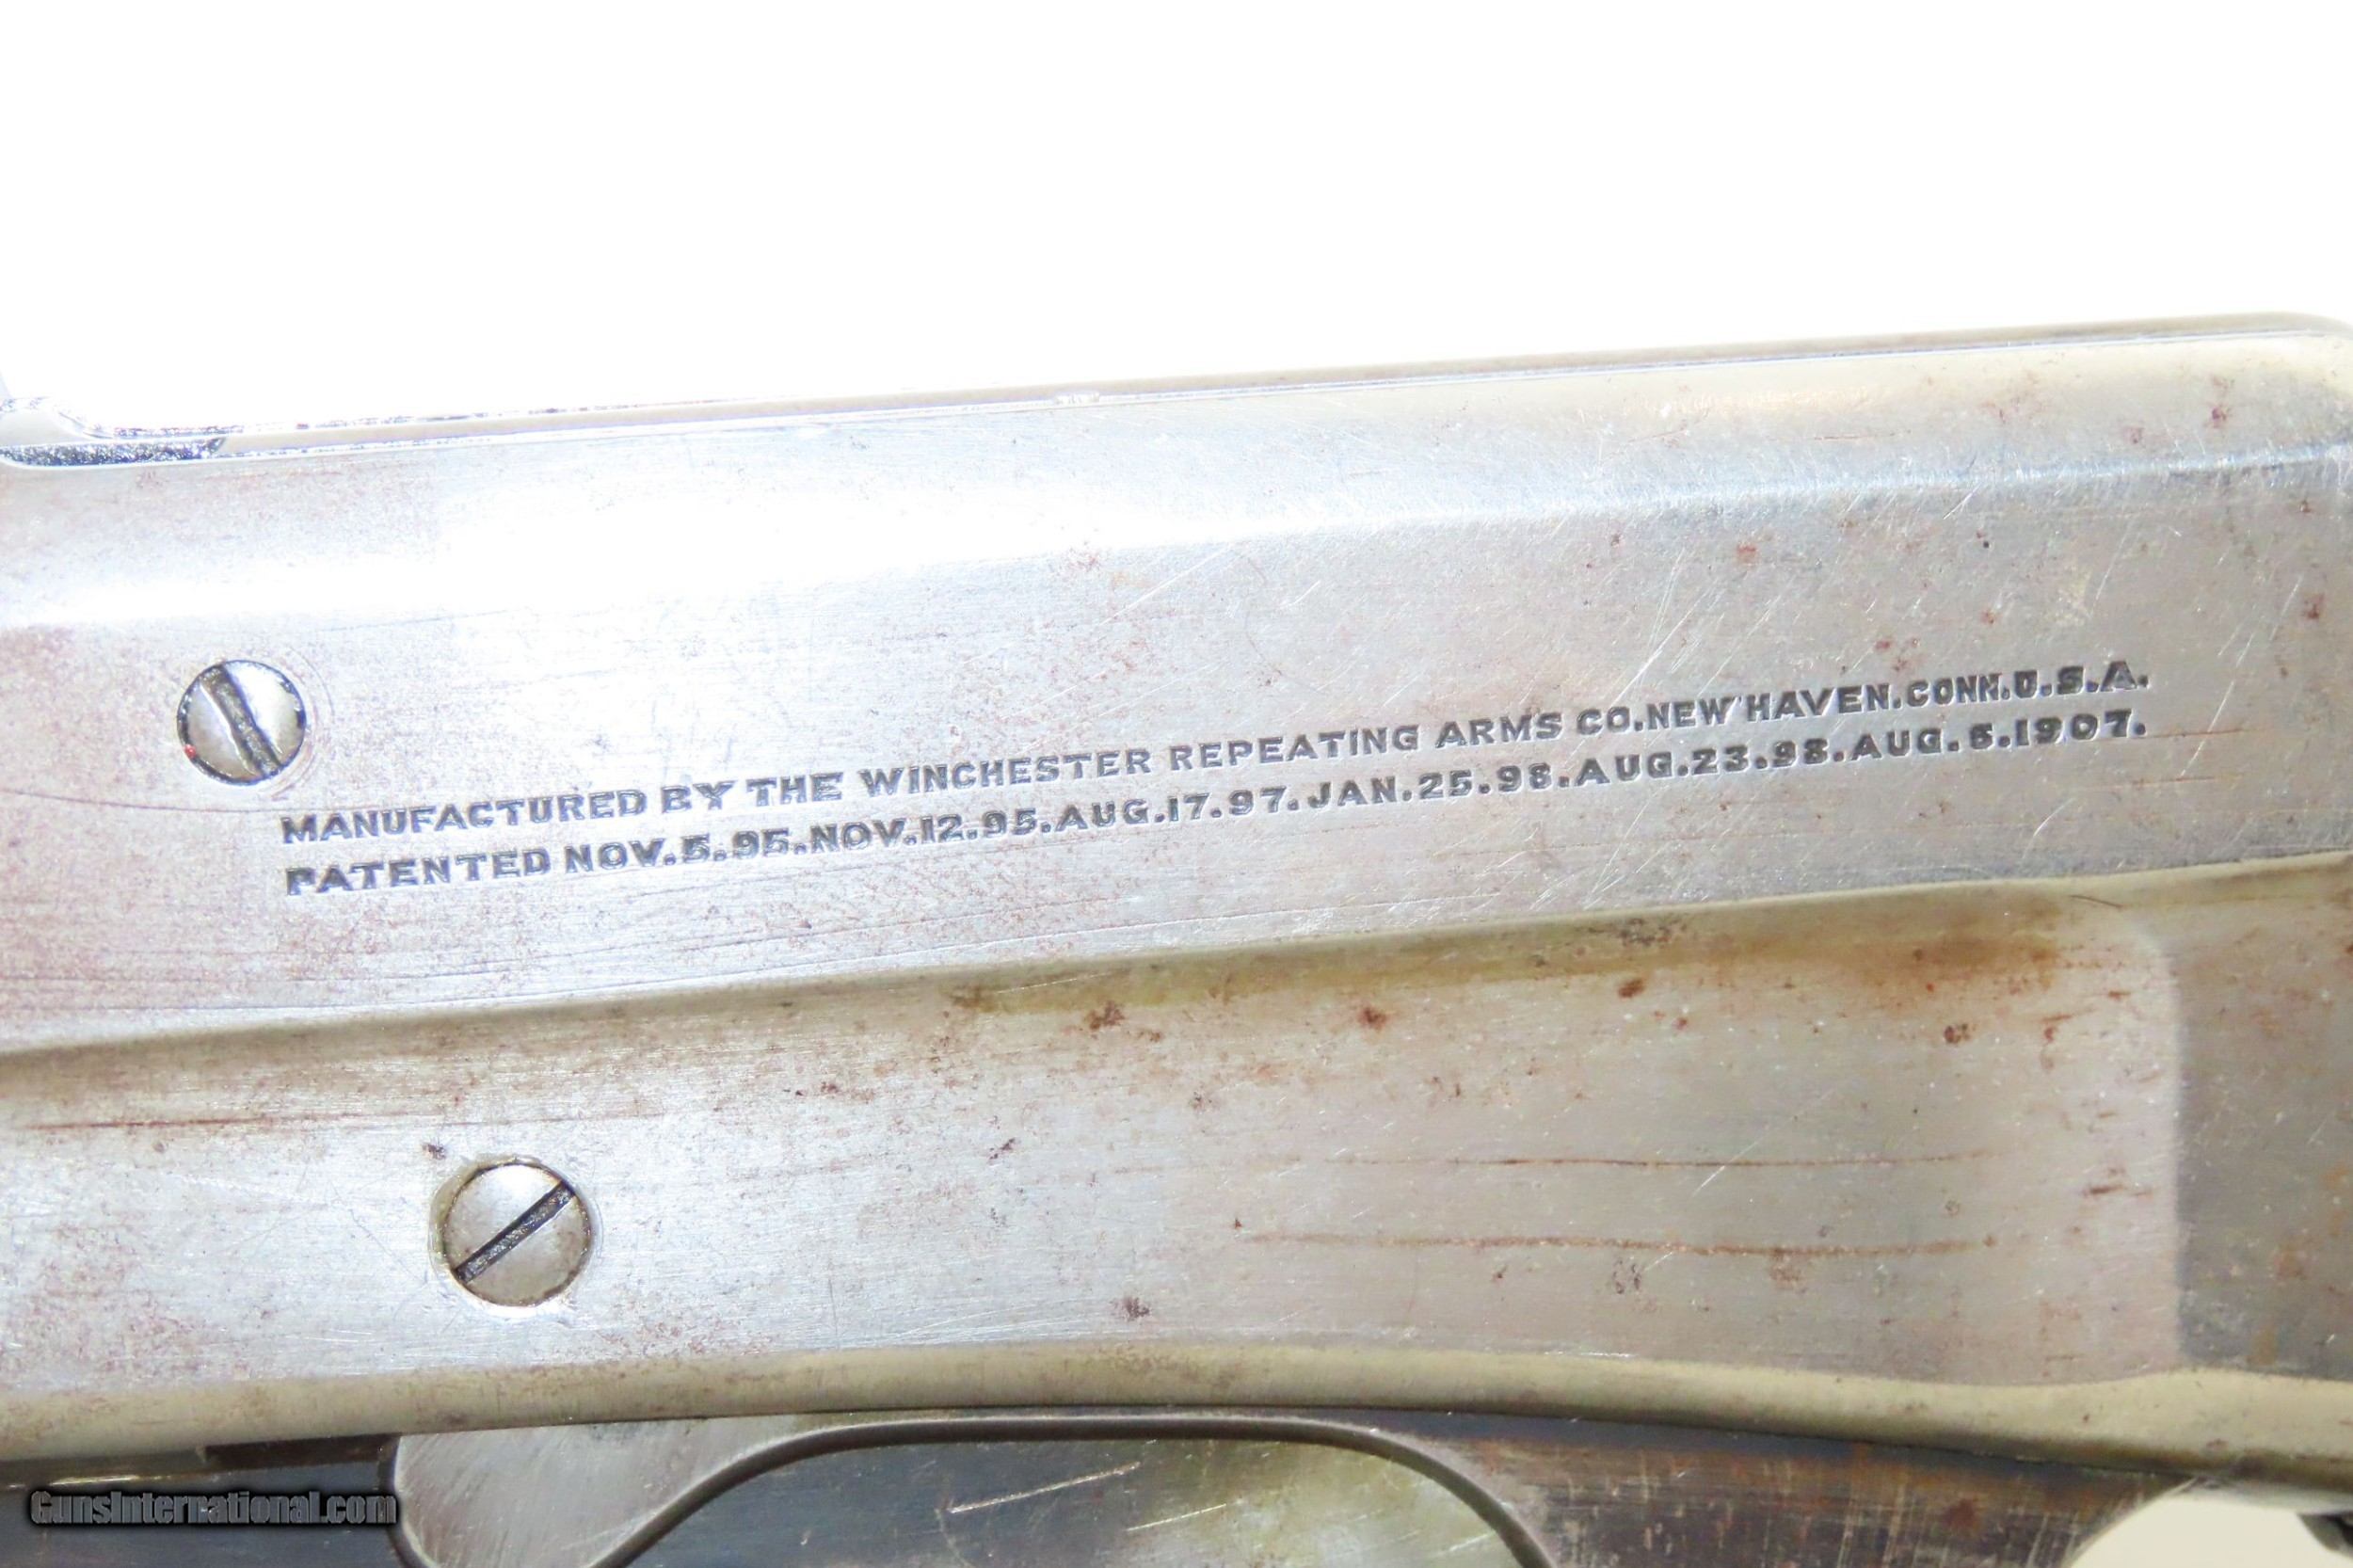 MANUFACTURED BY THE WINCHESTER REPEATING ARMS CO. NEW HAVEN. CONN. U.S.A.
PATENTED NOV. 5. 95. NOV. 12. 95. AUG. 17. 97. JAN. 25. 98. AUG. 23. 98. AUG. 5. 1907.
GunsInternational.com